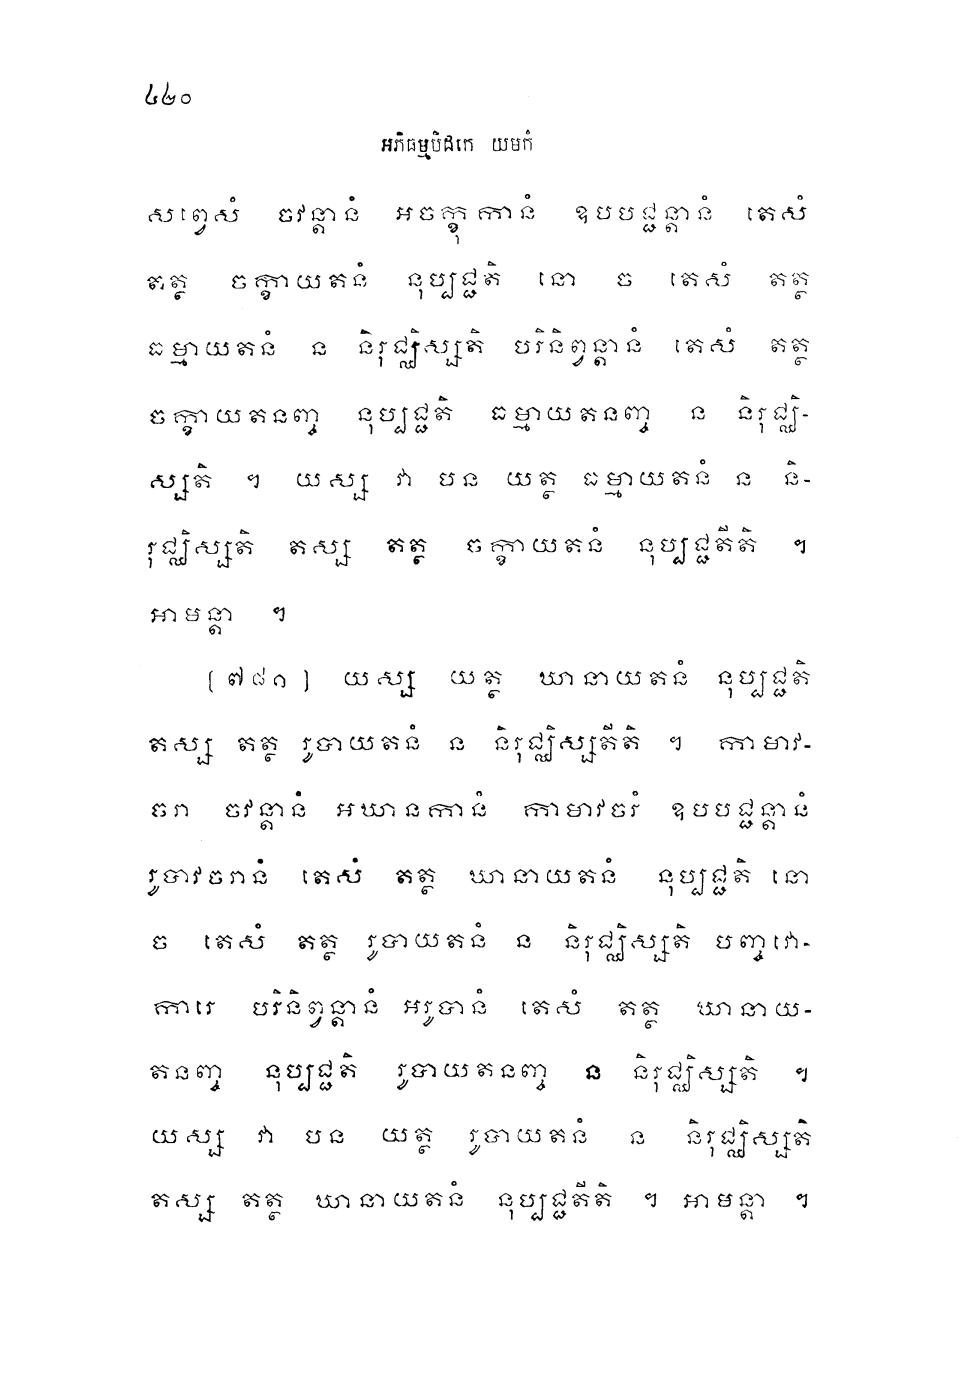 ៤២០
អភិធម្មបិដកេ យមកំ
សព្វេសំ ចវន្តានំ អចក្ខុកានំ ឧបបជ្ជន្តានំ តេសំ
តត្ថ ចក្ខាយតនំ នុប្បជ្ជតិ នោ ច តេសំ តត្ថ
ធម្មាយតនំ ន និរុជ្ឈិស្សតិ បរិនិព្វន្តានំ តេសំ តត្ថ
ចក្ខាយតនញ្ច នុប្បជ្ជតិ ធម្មាយតនញ្ច ន និរុជ្ឈិ-
ស្សតិ ។ យស្ស វា បន យត្ថ ធម្មាយតនំ ន និ-
រុជ្ឈិស្សតិ តស្ស តត្ថ ចក្ខាយតនំ នុប្បជ្ជតីតិ ។
អាមន្តា ។
[៧៨១] យស្ស យត្ថ ឃានាយតនំ នុប្បជ្ជតិ
តស្ស តត្ថ រូបាយតនំ ន និរុជ្ឈិស្សតីតិ ។ កាមាវ-
ចរា ចវន្តានំ អឃានកានំ កាមាវចរំ ឧបបជ្ជន្តានំ
រូបាវចរានំ តេសំ តត្ថ ឃានាយតនំ នុប្បជ្ជតិ នោ
ច តេសំ តត្ថ រូបាយតនំ ន និរុជ្ឈិស្សតិ បញ្ចវោ-
ការេ បរិនិព្វន្តានំ អរូបានំ តេសំ តត្ថ ឃានាយ-
តនញ្ច នុប្បជ្ជតិ រូបាយតនញ្ច ន និរុជ្ឈិស្សតិ ។
យស្ស វា បន យត្ថ រូបាយតនំ ន និរុជ្ឈិស្សតិ
តស្ស តត្ថ ឃានាយតនំ នុប្បជ្ជតីតិ ។ អាមន្តា ។